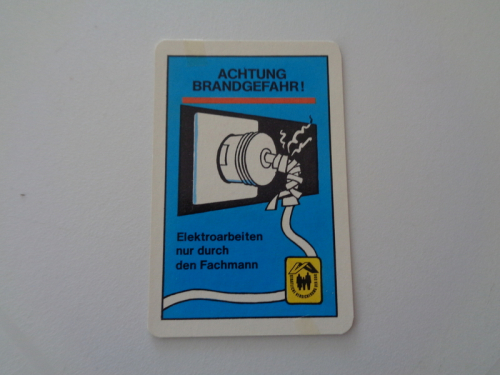 ACHTUNG
BRANDGEFAHR!
Elektroarbeiten
nur durch
den Fachmann